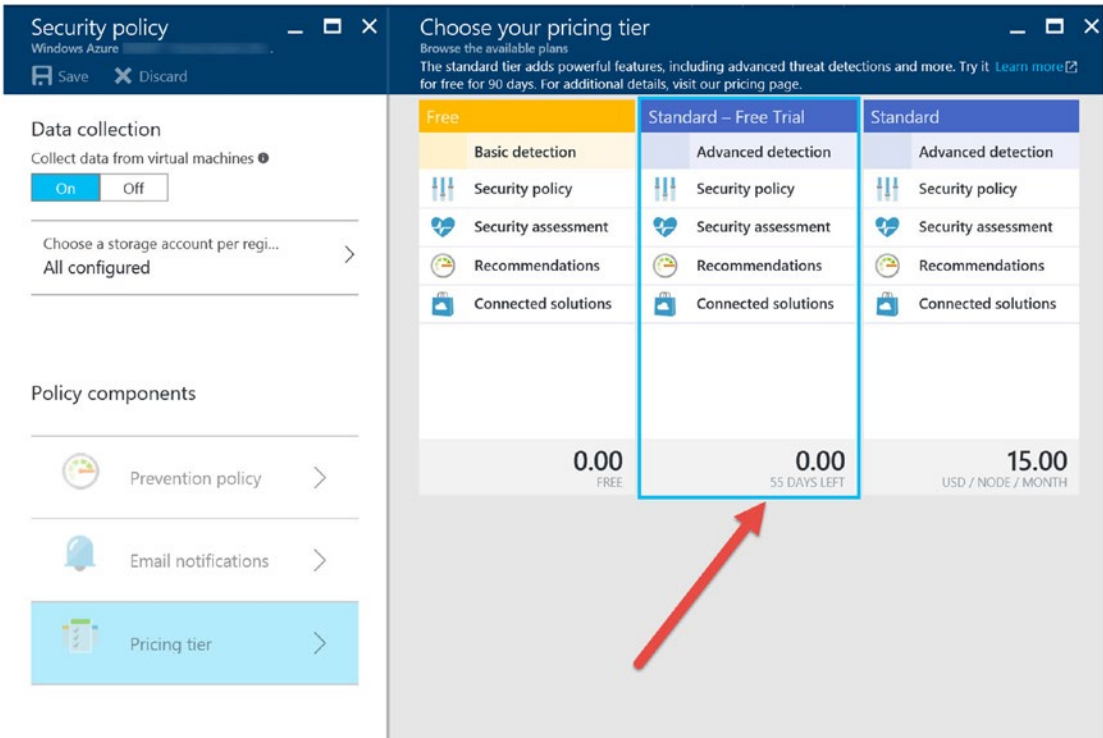 Security policy
Windows Azure
Save
Discard
Data collection
Collect data from virtual machines
On
Off
Choose a storage account per regi...
All configured
Policy components
Prevention policy
Email notifications
Pricing tier
Choose your pricing tier
Browse the available plans
The standard tier adds powerful features, including advanced threat detections and more. Try it Learn more
for free for 90 days. For additional details, visit our pricing page.
Free
Basic detection
Security policy
Security assessment
Recommendations
Connected solutions
0.00
FREE
Standard – Free Trial
Advanced detection
Security policy
Security assessment
Recommendations
Connected solutions
0.00
55 DAYS LEFT
Standard
Advanced detection
Security policy
Security assessment
Recommendations
Connected solutions
15.00
USD / NODE / MONTH